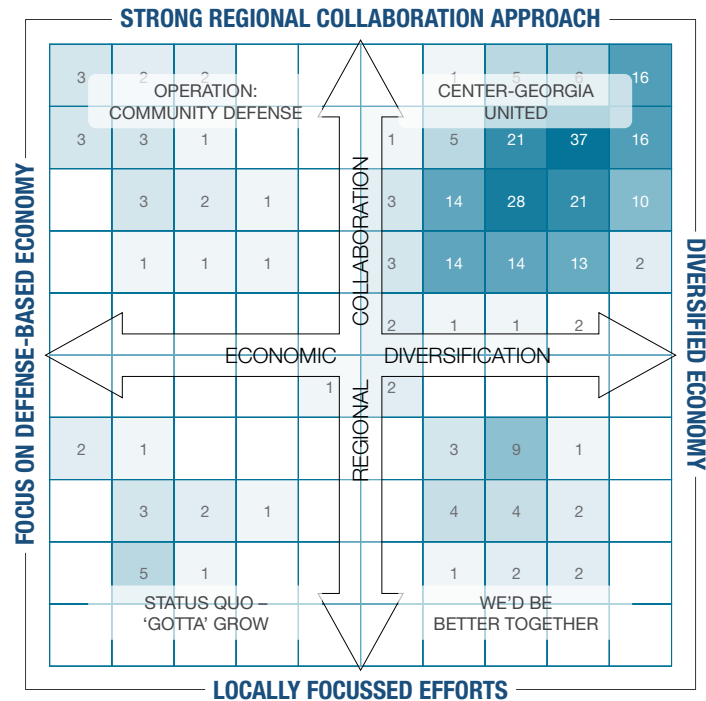 STRONG REGIONAL COLLABORATION APPROACH
3 2 2 1 5 6 16
OPERATION:
COMMUNITY DEFENSE
CENTER-GEORGIA
UNITED
3 3 1 1 5 21 37 16
3 2 1 3 14 28 21 10
1 1 1 3 14 14 13 2
2 1 1 2
COLLABORATION
ECONOMIC DIVERSIFICATION
REGIONAL
1 2
2 1 3 9 1
3 2 1 4 4 2
5 1 1 2 2
STATUS QUO –
‘GOTTA’ GROW
WE’D BE
BETTER TOGETHER
FOCUS ON DEFENSE-BASED ECONOMY
DIVERSIFIED ECONOMY
LOCALLY FOCUSSED EFFORTS